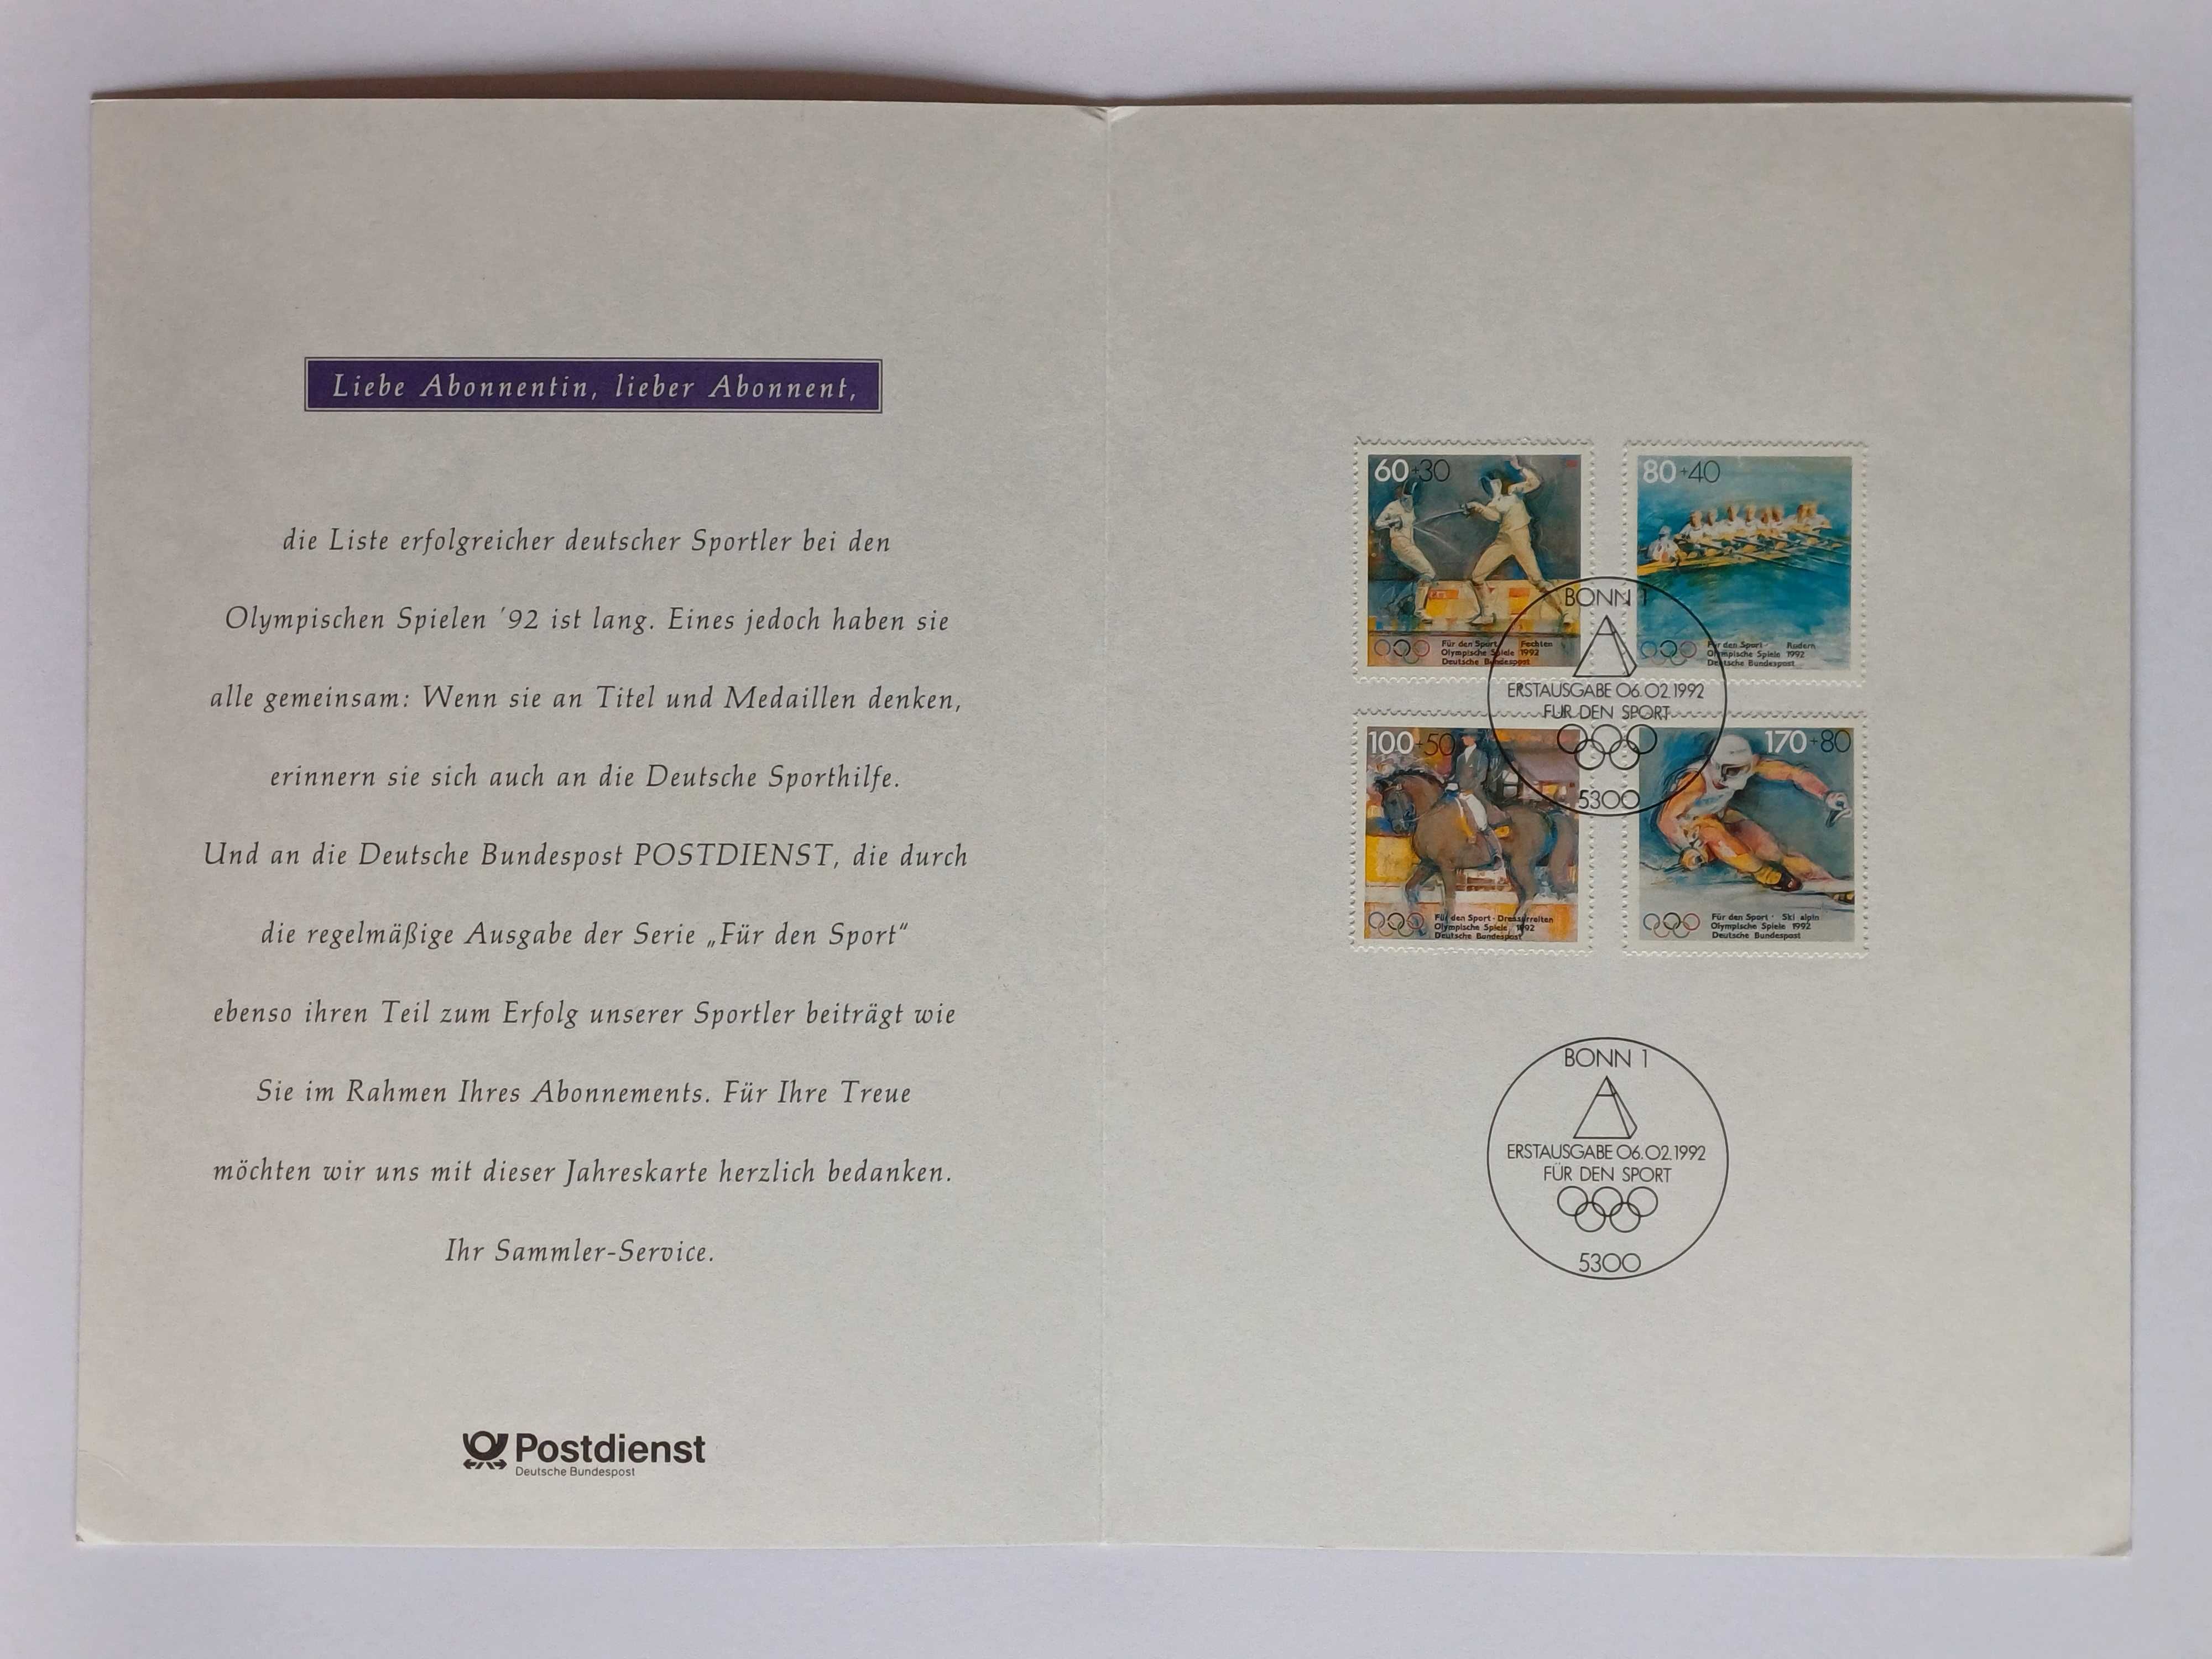 Liebe Abonnentin, lieber Abonnent,
die Liste erfolgreicher deutscher Sportler bei den
Olympischen Spielen ’92 ist lang. Eines jedoch haben sie
alle gemeinsam: Wenn sie an Titel und Medaillen denken,
erinnern sie sich auch an die Deutsche Sporthilfe.
Und an die Deutsche Bundespost POSTDIENST, die durch
die regelmäßige Ausgabe der Serie „Für den Sport“
ebenso ihren Teil zum Erfolg unserer Sportler beiträgt wie
Sie im Rahmen Ihres Abonnements. Für Ihre Treue
möchten wir uns mit dieser Jahreskarte herzlich bedanken.
Ihr Sammler-Service.
Postdienst
Deutsche Bundespost
60+30
Für den Sport · Fechten
Olympische Spiele 1992
Deutsche Bundespost
80+40
Für den Sport · Rudern
Olympische Spiele 1992
Deutsche Bundespost
BONN 1
ERSTAUSGABE 06.02.1992
FÜR DEN SPORT
5300
100+50
Für den Sport · Dressurreiten
Olympische Spiele 1992
Deutsche Bundespost
170+80
Für den Sport · Ski alpin
Olympische Spiele 1992
Deutsche Bundespost
BONN 1
ERSTAUSGABE 06.02.1992
FÜR DEN SPORT
5300